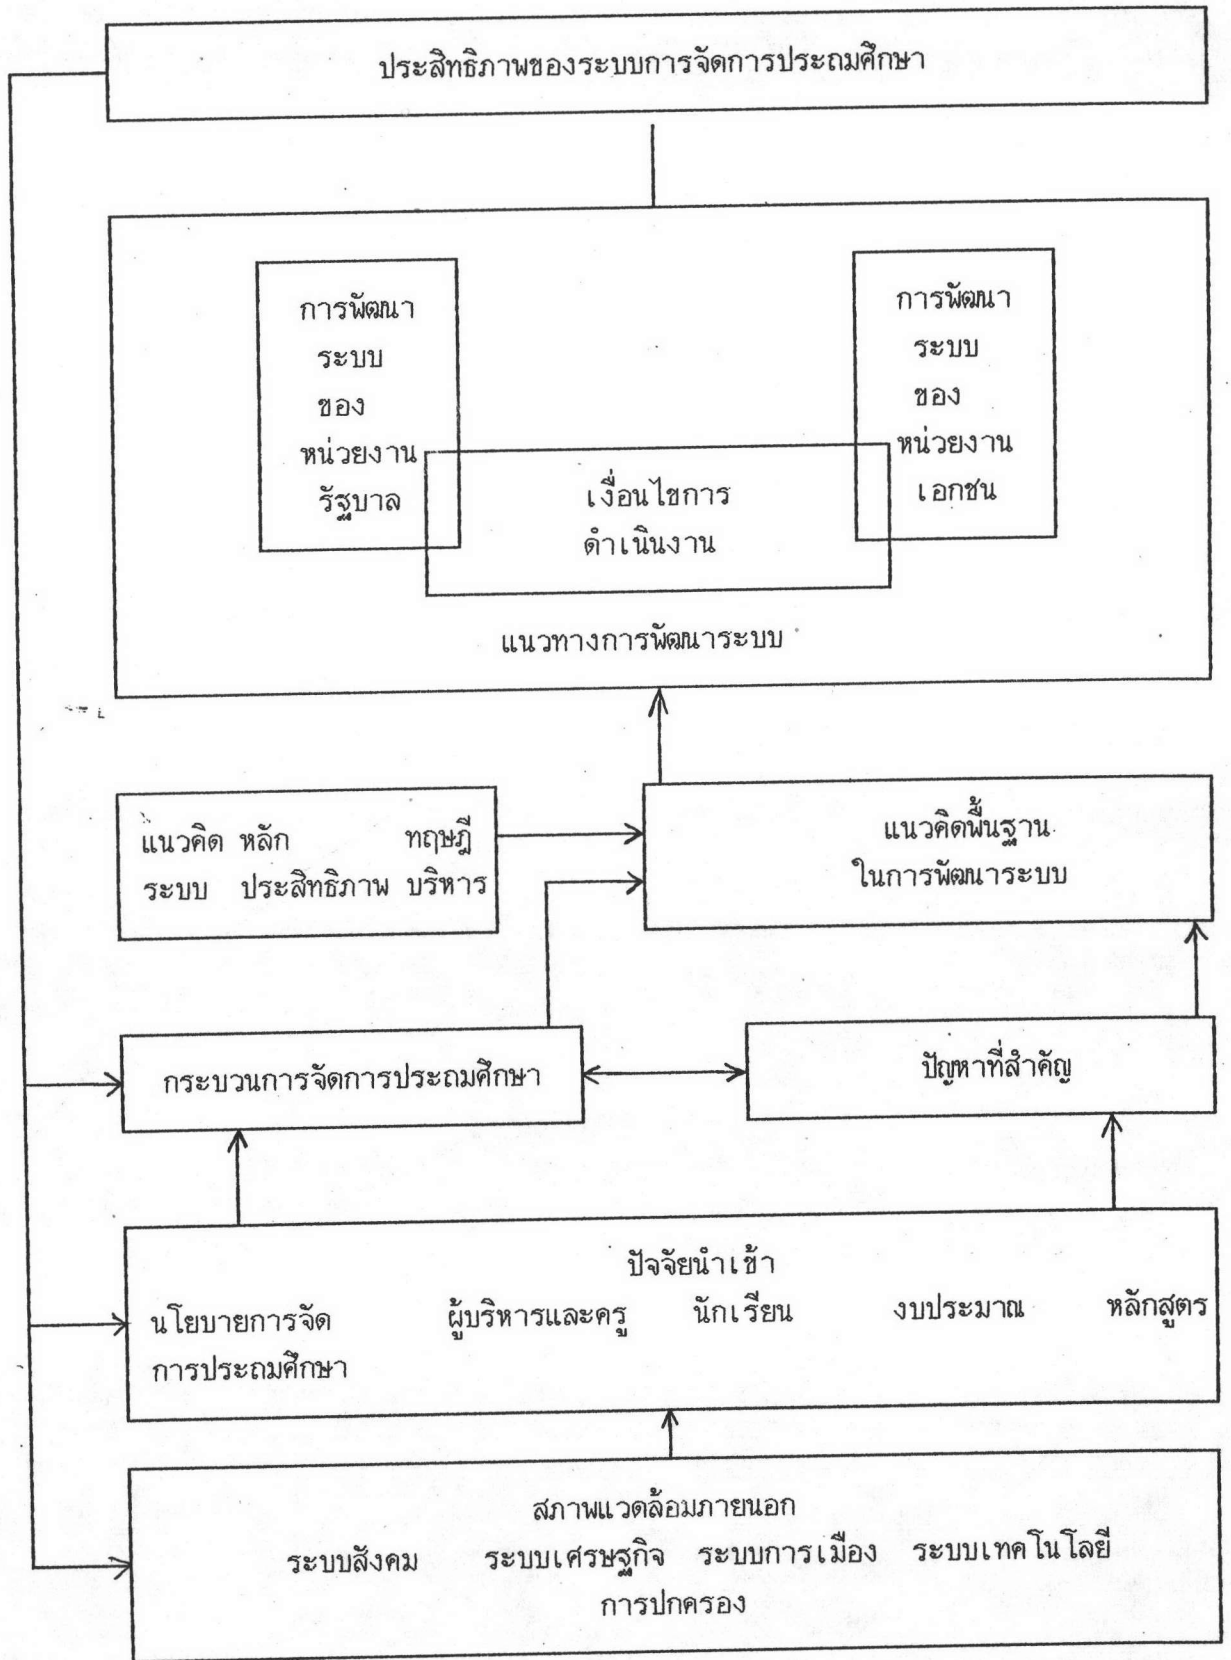 ประสิทธิภาพของระบบการจัดการประถมศึกษา
การพัฒนา
ระบบ
ของ
หน่วยงาน
รัฐบาล
การพัฒนา
ระบบ
ของ
หน่วยงาน
เอกชน
เงื่อนไขการ
ดำเนินงาน
แนวทางการพัฒนาระบบ
แนวคิด หลัก ทฤษฎี
ระบบ ประสิทธิภาพ บริหาร
แนวคิดพื้นฐาน
ในการพัฒนาระบบ
กระบวนการจัดการประถมศึกษา
ปัญหาที่สำคัญ
ปัจจัยนำเข้า
นโยบายการจัด ผู้บริหารและครู นักเรียน งบประมาณ หลักสูตร
การประถมศึกษา
สภาพแวดล้อมภายนอก
ระบบสังคม ระบบเศรษฐกิจ ระบบการเมือง ระบบเทคโนโลยี
การปกครอง